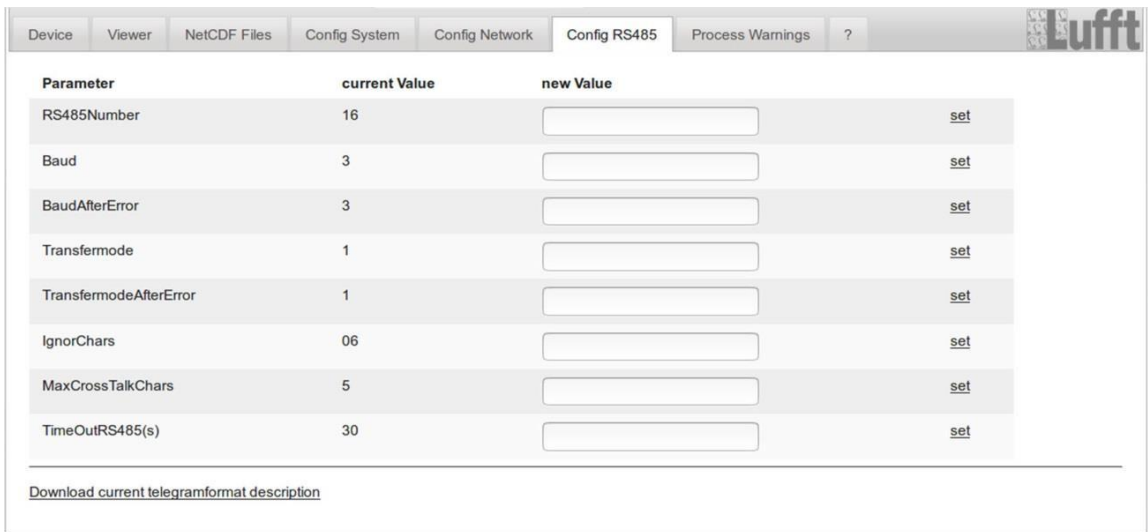 Device Viewer NetCDF Files Config System Config Network Config RS485 Process Warnings ? Lufft
Parameter current Value new Value
RS485Number 16 set
Baud 3 set
BaudAfterError 3 set
Transfermode 1 set
TransfermodeAfterError 1 set
IgnorChars 06 set
MaxCrossTalkChars 5 set
TimeOutRS485(s) 30 set
Download current telegramformat description